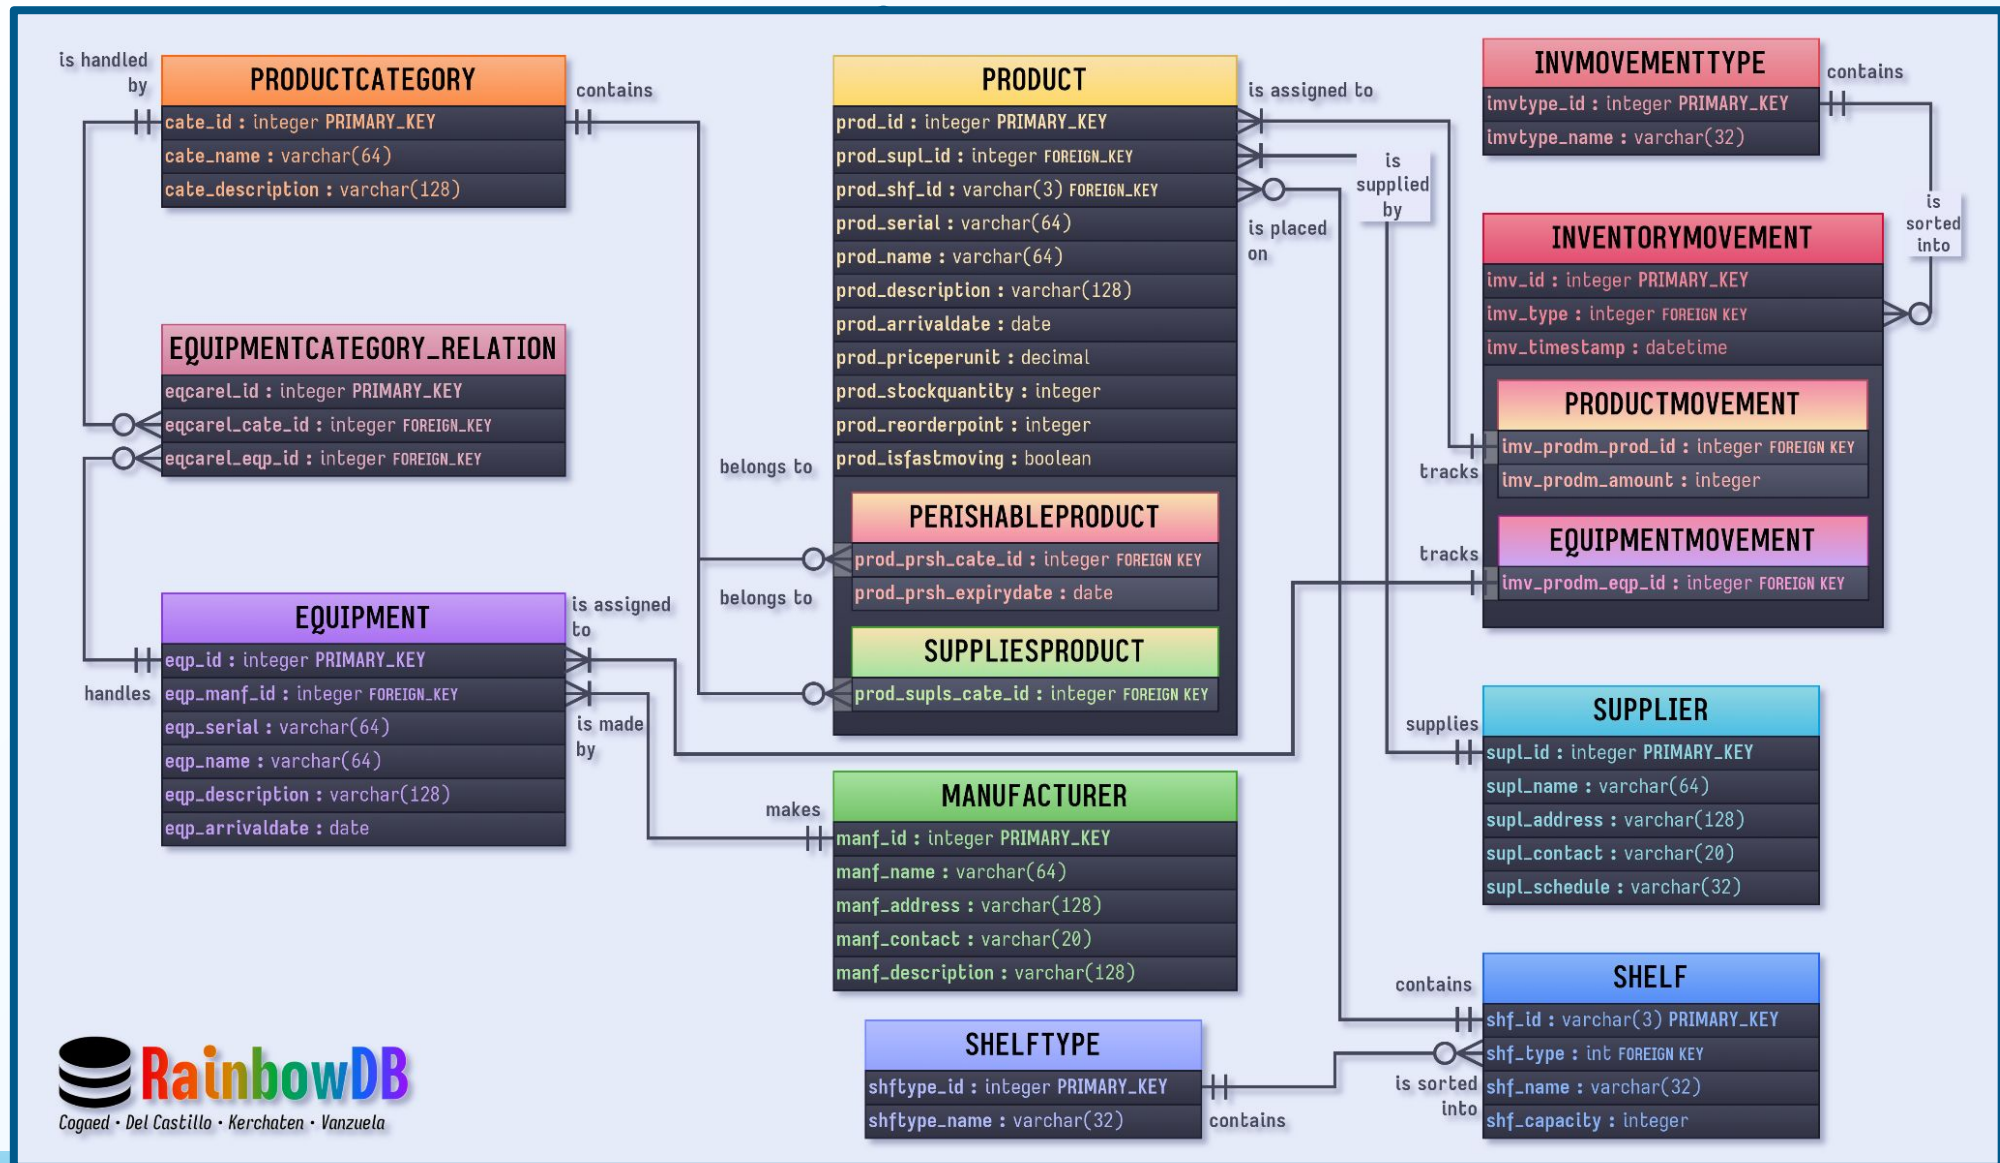 is handled
by
PRODUCTCATEGORY
cate_id : integer PRIMARY_KEY
cate_name : varchar(64)
cate_description : varchar(128)
contains
EQUIPMENTCATEGORY_RELATION
eqcarel_id : integer PRIMARY_KEY
eqcarel_cate_id : integer FOREIGN_KEY
eqcarel_eqp_id : integer FOREIGN_KEY
EQUIPMENT
eqp_id : integer PRIMARY_KEY
eqp_manf_id : integer FOREIGN_KEY
eqp_serial : varchar(64)
eqp_name : varchar(64)
eqp_description : varchar(128)
eqp_arrivaldate : date
handles
is assigned
to
is made
by
PRODUCT
prod_id : integer PRIMARY_KEY
prod_supl_id : integer FOREIGN_KEY
prod_shf_id : varchar(3) FOREIGN_KEY
prod_serial : varchar(64)
prod_name : varchar(64)
prod_description : varchar(128)
prod_arrivaldate : date
prod_priceperunit : decimal
prod_stockquantity : integer
prod_reorderpoint : integer
prod_isfastmoving : boolean
belongs to
PERISHABLEPRODUCT
prod_prsh_cate_id : integer FOREIGN KEY
prod_prsh_expirydate : date
belongs to
SUPPLIESPRODUCT
prod_supls_cate_id : integer FOREIGN KEY
is assigned to
is
supplied
by
is placed
on
makes
MANUFACTURER
manf_id : integer PRIMARY_KEY
manf_name : varchar(64)
manf_address : varchar(128)
manf_contact : varchar(20)
manf_description : varchar(128)
SHELFTYPE
shftype_id : integer PRIMARY_KEY
shftype_name : varchar(32)
contains
INVMOVEMENTTYPE
imvtype_id : integer PRIMARY_KEY
imvtype_name : varchar(32)
contains
is
sorted
into
INVENTORYMOVEMENT
imv_id : integer PRIMARY_KEY
imv_type : integer FOREIGN KEY
imv_timestamp : datetime
PRODUCTMOVEMENT
imv_prodm_prod_id : integer FOREIGN KEY
imv_prodm_amount : integer
tracks
EQUIPMENTMOVEMENT
imv_prodm_eqp_id : integer FOREIGN KEY
tracks
supplies
SUPPLIER
supl_id : integer PRIMARY_KEY
supl_name : varchar(64)
supl_address : varchar(128)
supl_contact : varchar(20)
supl_schedule : varchar(32)
contains
SHELF
shf_id : varchar(3) PRIMARY_KEY
shf_type : int FOREIGN KEY
shf_name : varchar(32)
shf_capacity : integer
is sorted
into
RainbowDB
Cogaed · Del Castillo · Kerchaten · Vanzuela